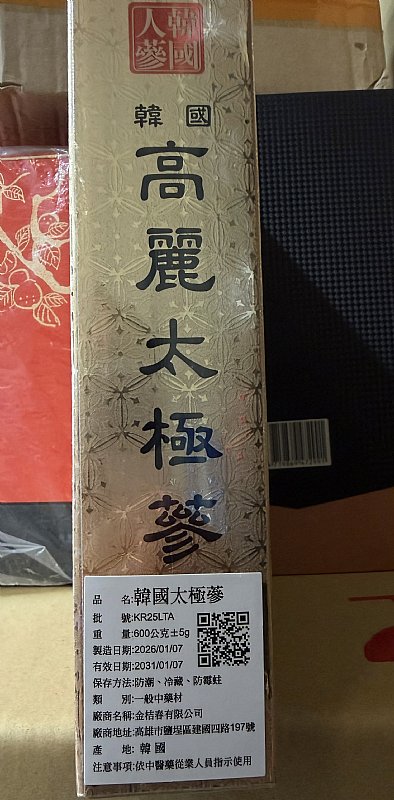 韓國人蔘
韓國
高麗太極蔘
品 名:韓國太極蔘
批 號:KR25LTA
重 量:600公克±5g
製造日期:2026/01/07
有效日期:2031/01/07
保存方法:防潮、冷藏、防霉蛀
類 別:一般中藥材
廠商名稱:金桔春有限公司
廠商地址:高雄市鹽埕區建國四路197號
產 地: 韓國
注意事項:依中醫藥從業人員指示使用